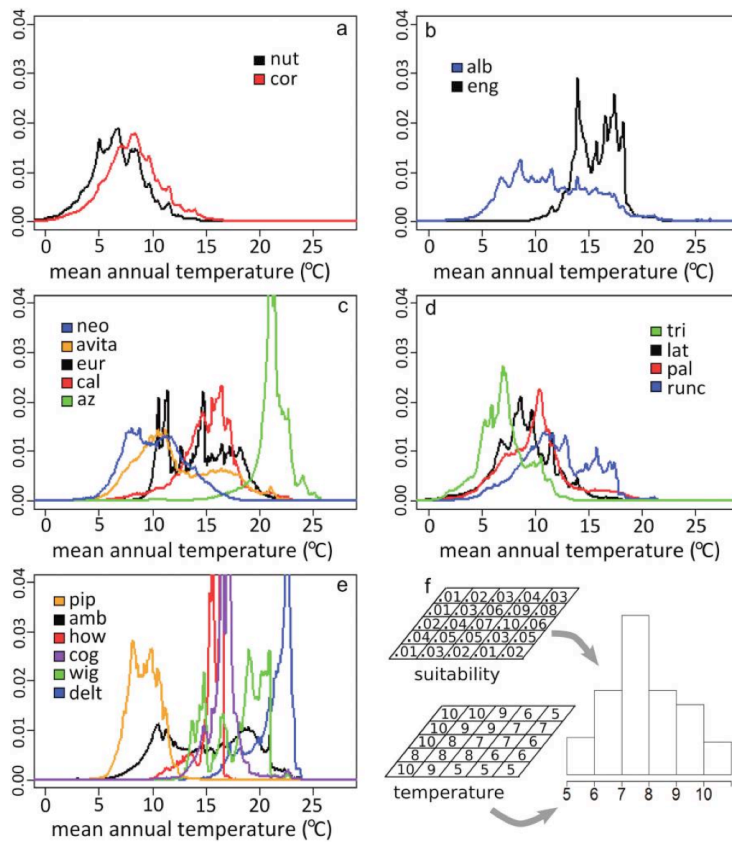 a
0.04
0.03
0.02
0.01
0.00
nut
cor
0 5 10 15 20 25
mean annual temperature (ºC)
b
0.04
0.03
0.02
0.01
0.00
alb
eng
0 5 10 15 20 25
mean annual temperature (ºC)
c
0.04
0.03
0.02
0.01
0.00
neo
avita
eur
cal
az
0 5 10 15 20 25
mean annual temperature (ºC)
d
0.04
0.03
0.02
0.01
0.00
tri
lat
pal
runc
0 5 10 15 20 25
mean annual temperature (ºC)
e
0.04
0.03
0.02
0.01
0.00
pip
amb
how
cog
wig
delt
0 5 10 15 20 25
mean annual temperature (ºC)
f
.01 .02 .03 .04 .03
.01 .03 .06 .09 .08
.02 .04 .07 .10 .06
.04 .05 .05 .03 .05
.01 .03 .02 .01 .02
suitability
10 10 9 6 5
10 9 9 7 7
10 8 7 7 6
8 8 8 6 6
10 9 5 5 5
temperature
5 6 7 8 9 10